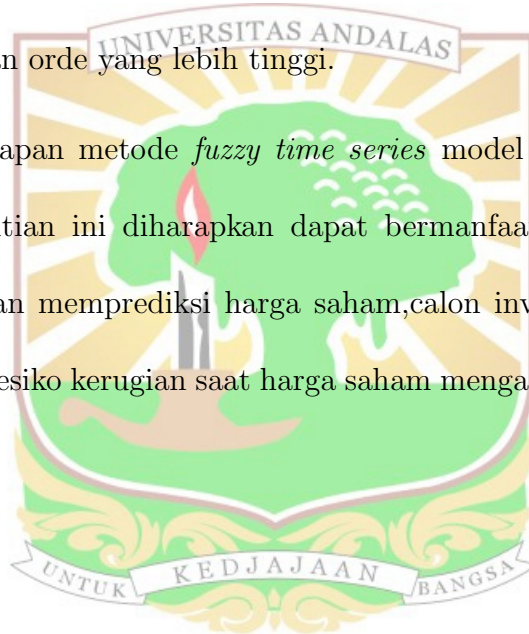 UNIVERSITAS ANDALAS
n orde yang lebih tinggi.
apan metode fuzzy time series model
tian ini diharapkan dapat bermanfaa
an memprediksi harga saham,calon inv
esiko kerugian saat harga saham menga
UNTUK KEDJAJAAN BANGSA